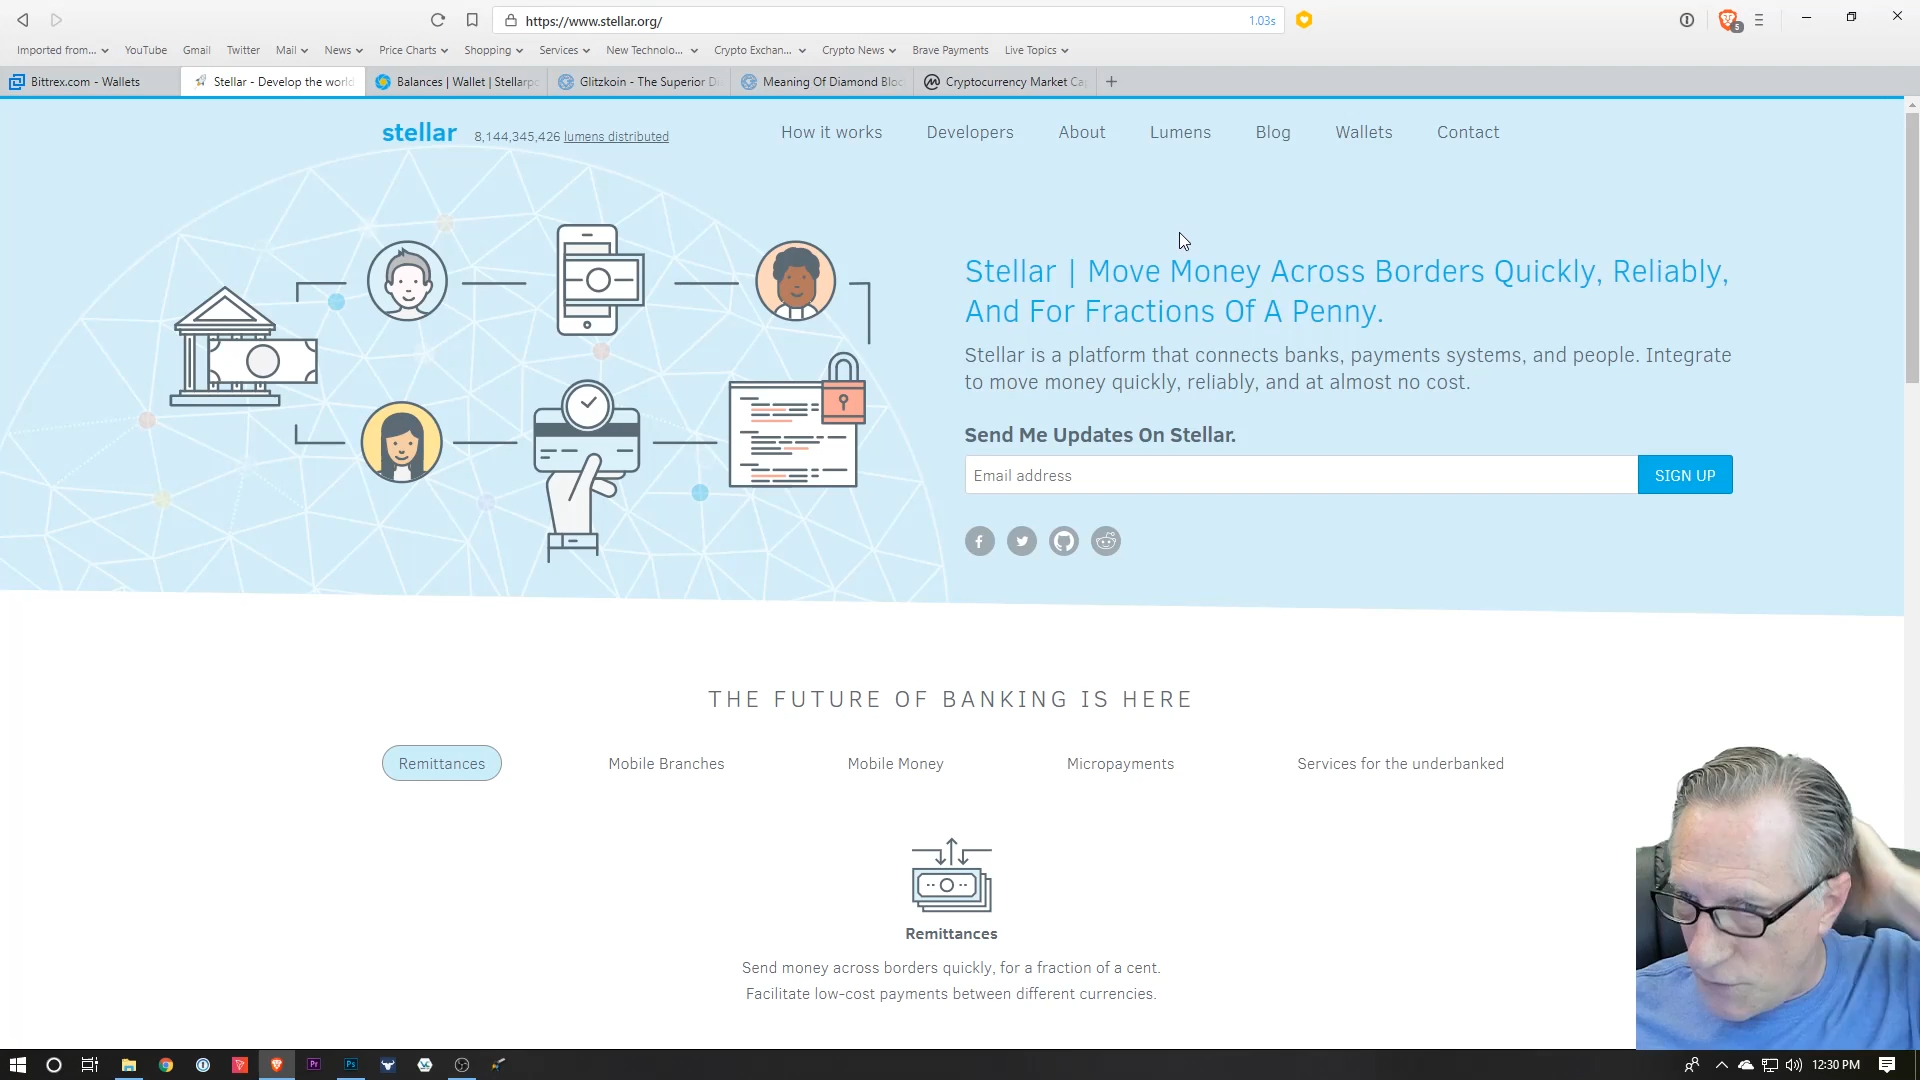 https://www.stellar.org/
1.03s
5
Imported from...
YouTube
Gmail
Twitter
Mail
News
Price Charts
Shopping
Services
New Technolo...
Crypto Exchan...
Crypto News
Brave Payments
Live Topics
Bittrex.com - Wallets
Stellar - Develop the world
Balances | Wallet | Stellarpo
Glitzkoin - The Superior Di
Meaning Of Diamond Bloc
Cryptocurrency Market Ca
stellar
8,144,345,426 lumens distributed
How it works
Developers
About
Lumens
Blog
Wallets
Contact
Stellar | Move Money Across Borders Quickly, Reliably,
And For Fractions Of A Penny.
Stellar is a platform that connects banks, payments systems, and people. Integrate
to move money quickly, reliably, and at almost no cost.
Send Me Updates On Stellar.
Email address
SIGN UP
THE FUTURE OF BANKING IS HERE
Remittances
Mobile Branches
Mobile Money
Micropayments
Services for the underbanked
Remittances
Send money across borders quickly, for a fraction of a cent.
Facilitate low-cost payments between different currencies.
Pr
Ps
12:30 PM